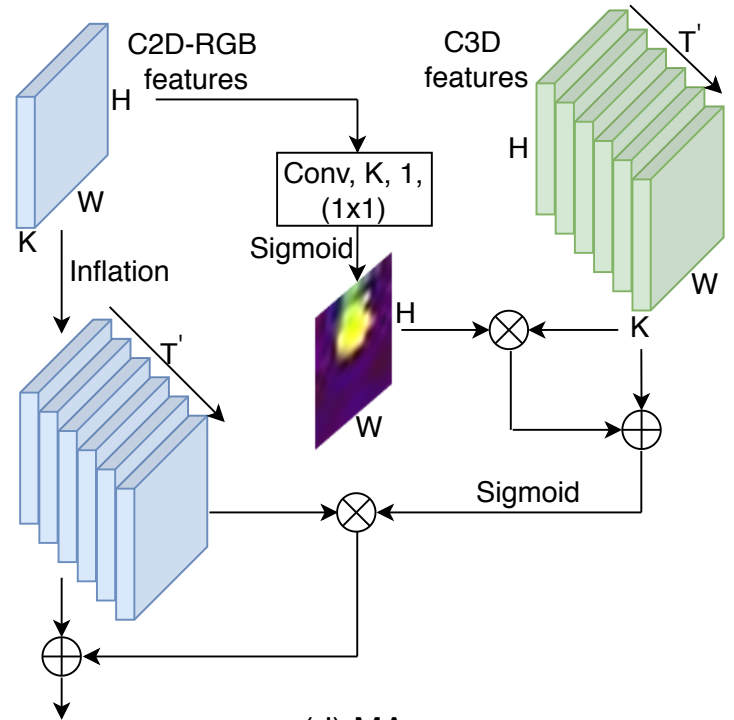 C2D-RGB
features
H
W
K
C3D
features
T'
H
W
K
Conv, K, 1,
(1x1)
Sigmoid
Inflation
T'
H
W
Sigmoid